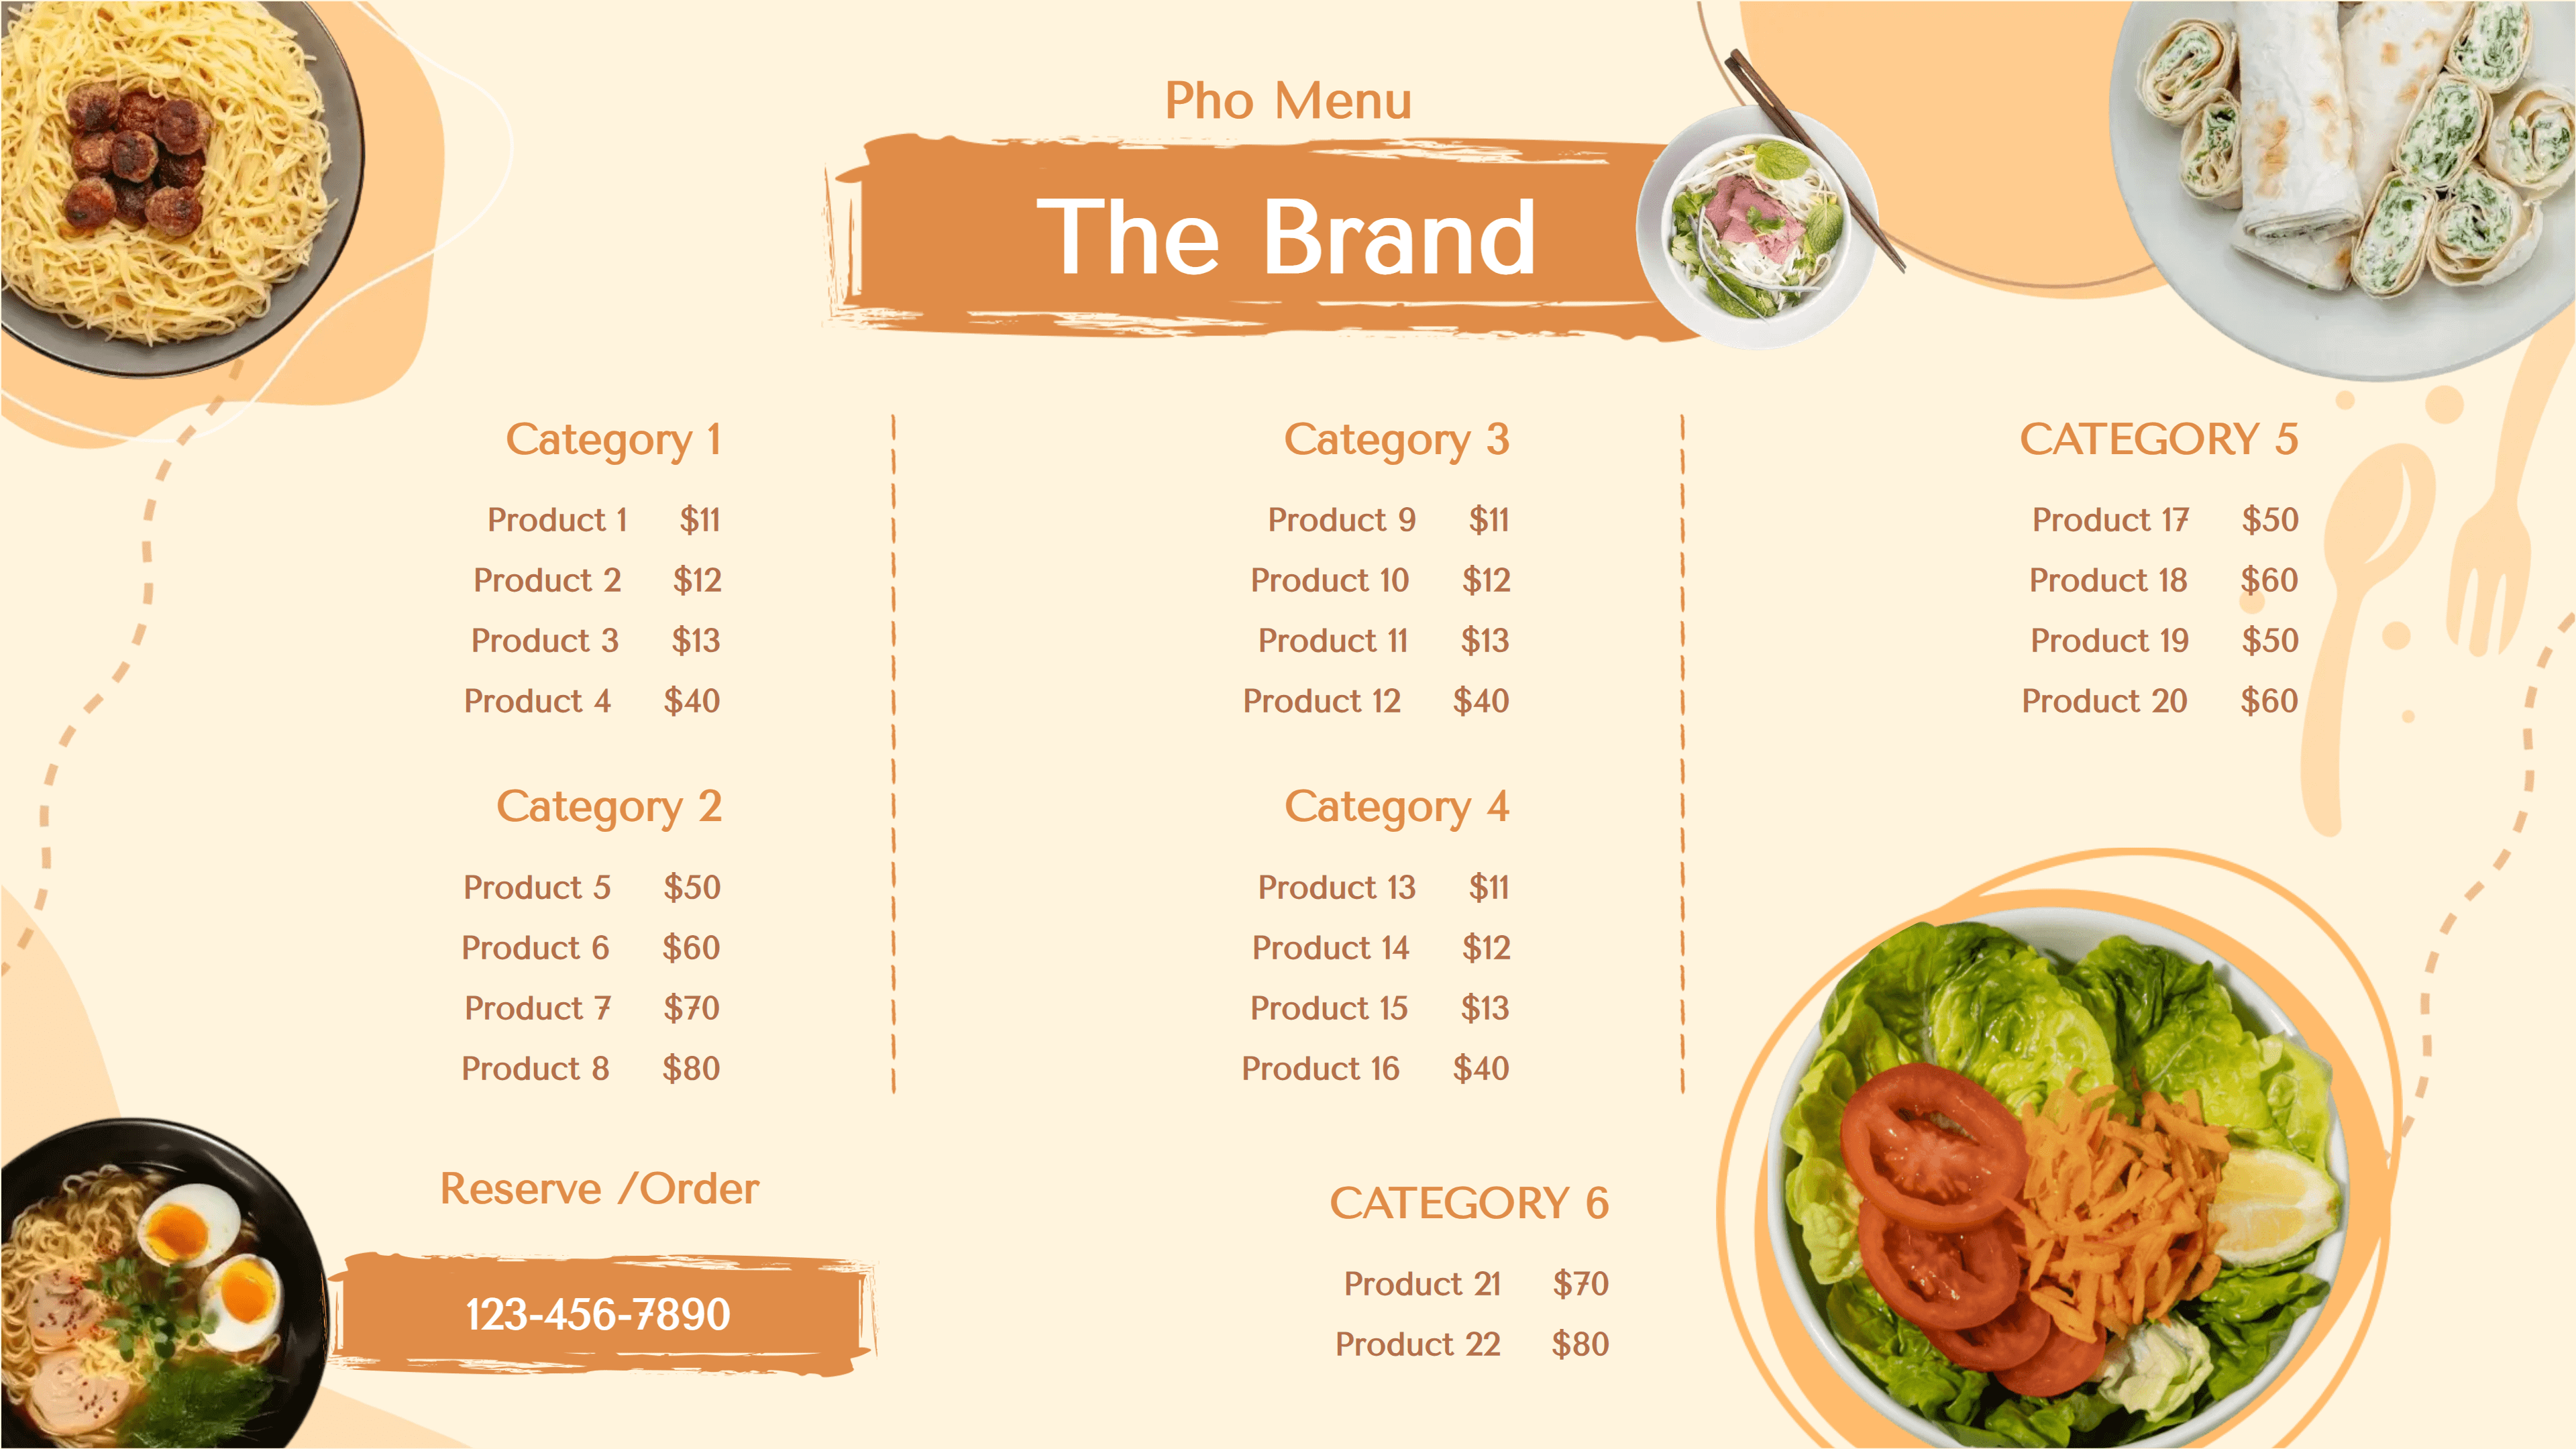 Pho Menu
The Brand
Category 1
Product 1 $11
Product 2 $12
Product 3 $13
Product 4 $40
Category 2
Product 5 $50
Product 6 $60
Product 7 $70
Product 8 $80
Reserve /Order
123-456-7890
Category 3
Product 9 $11
Product 10 $12
Product 11 $13
Product 12 $40
Category 4
Product 13 $11
Product 14 $12
Product 15 $13
Product 16 $40
CATEGORY 6
Product 21 $70
Product 22 $80
CATEGORY 5
Product 17 $50
Product 18 $60
Product 19 $50
Product 20 $60